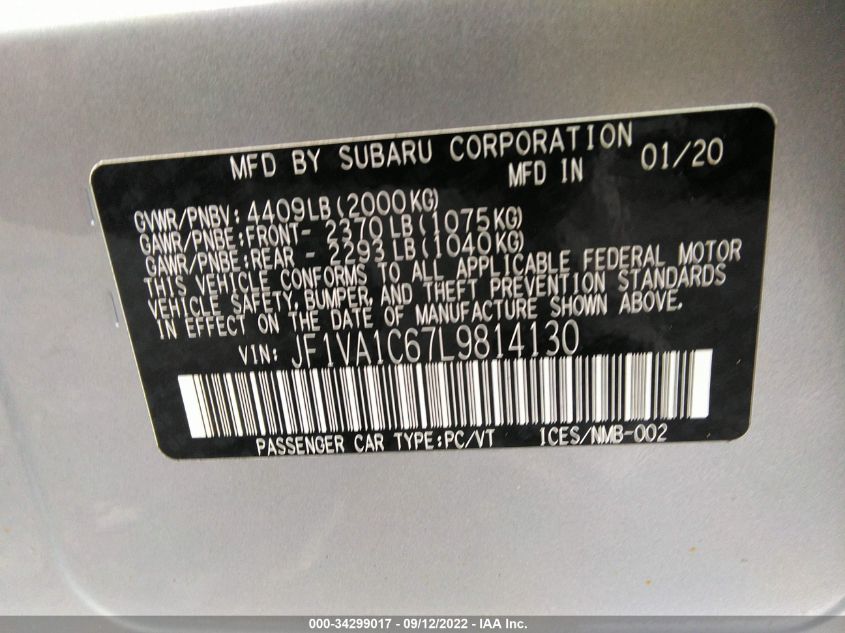 MFD BY SUBARU CORPORATION
MFD IN 01/20
GVWR/PNBV: 4409LB(2000KG)
GAWR/PNBE:FRONT- 2370LB(1075KG)
GAWR/PNBE:REAR - 2293LB(1040KG)
THIS VEHICLE CONFORMS TO ALL APPLICABLE FEDERAL MOTOR
VEHICLE SAFETY, BUMPER, AND THEFT PREVENTION STANDARDS
IN EFFECT ON THE DATE OF MANUFACTURE SHOWN ABOVE.
VIN: JF1VA1C67L9814130
PASSENGER CAR TYPE:PC/VT ICES/NMB-002
000-34299017 - 09/12/2022 - IAA Inc.